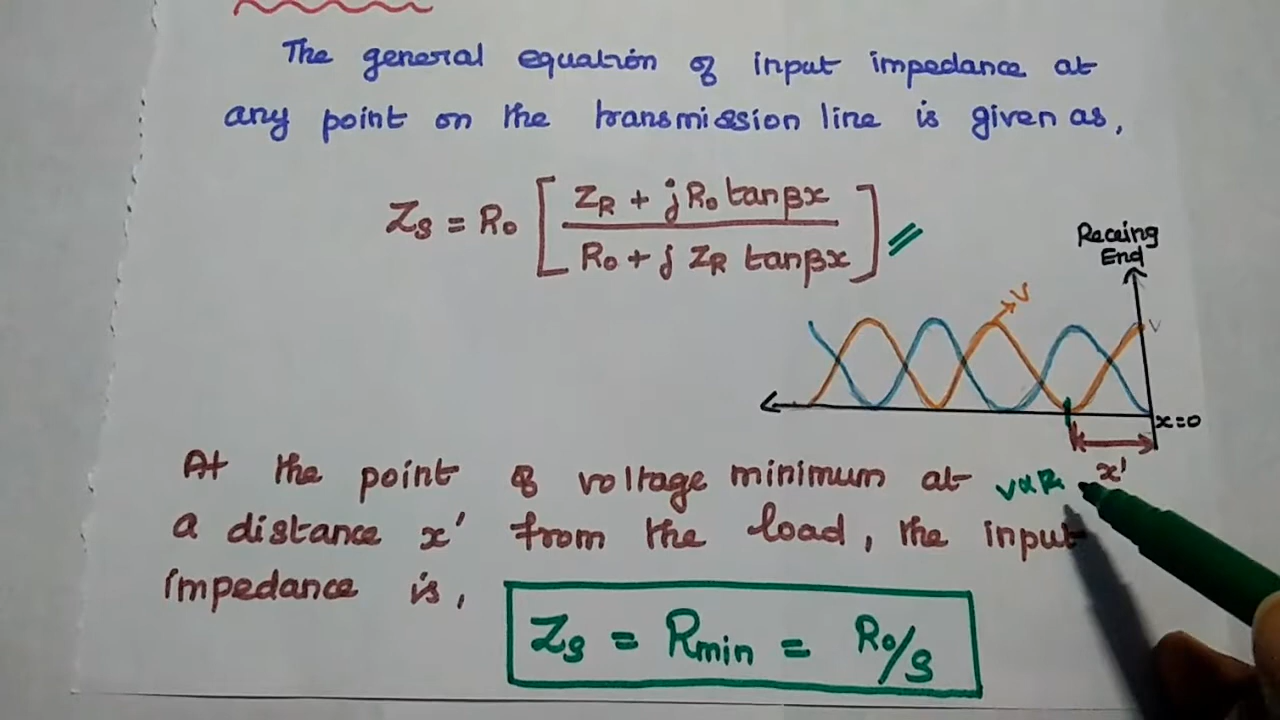 The general equation of input impedance at
any point on the transmission line is given as,
Zs = R₀ [ (ZR + j R₀ tanβx) / (R₀ + j ZR tanβx) ]
Receing
End
V
V
x=0
x'
At the point of voltage minimum at
V α R
a distance x' from the load, the input
impedance is,
Zs = Rmin = R₀/S